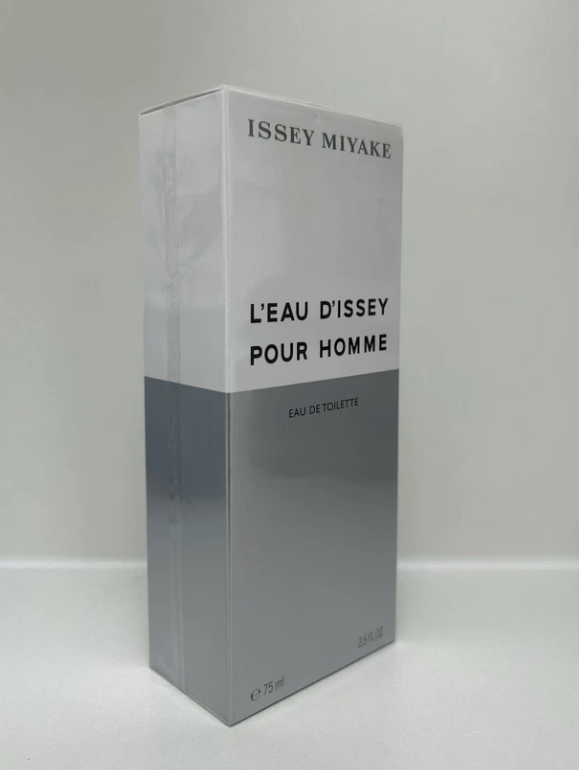 ISSEY MIYAKE
L'EAU D'ISSEY
POUR HOMME
EAU DE TOILETTE
2.5 FL.OZ
℮ 75 ml